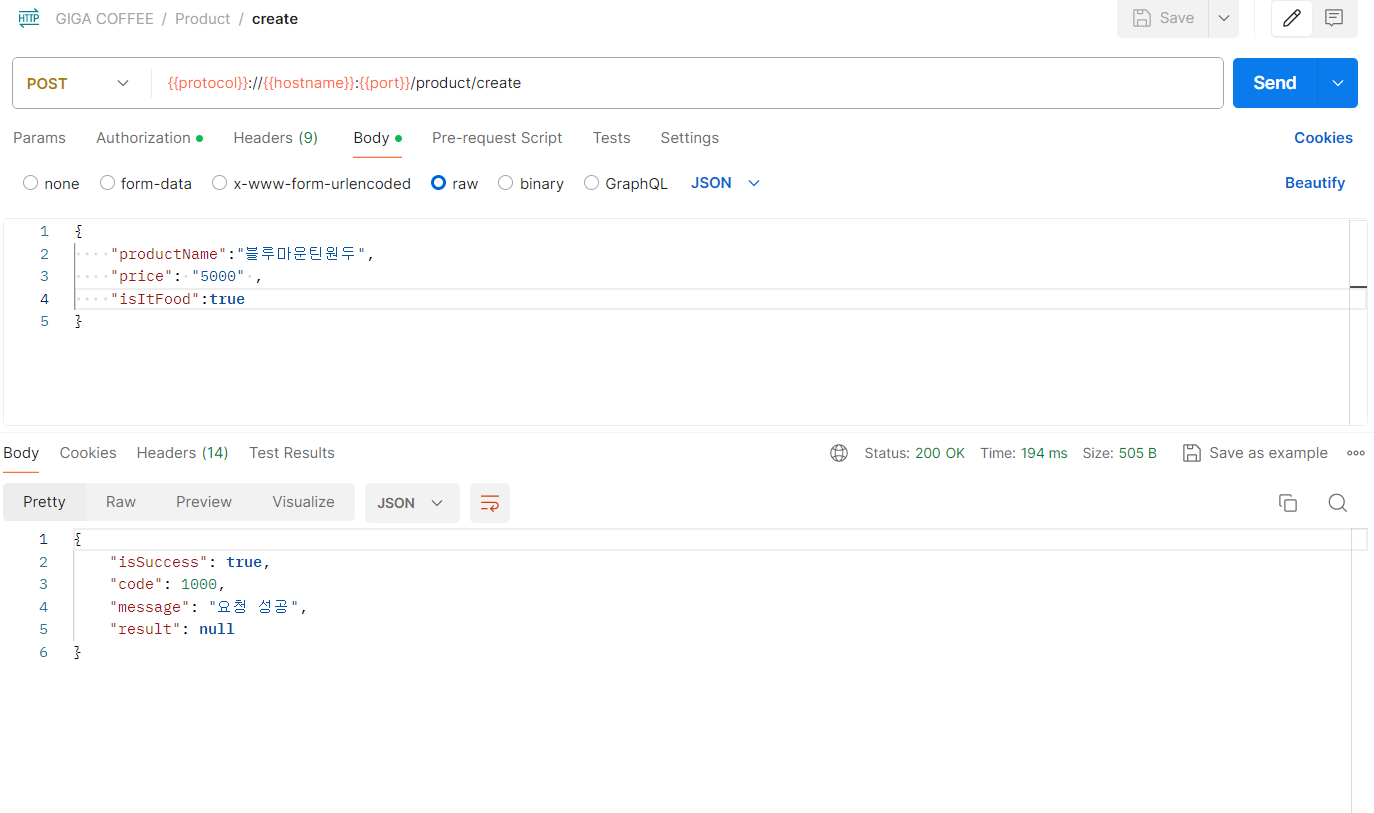 HTTP GIGA COFFEE / Product / create Save
POST {{protocol}}://{{hostname}}:{{port}}/product/create Send
Params Authorization Headers (9) Body Pre-request Script Tests Settings Cookies
none form-data x-www-form-urlencoded raw binary GraphQL JSON Beautify
1 {
2 "productName":"블루마운틴원두",
3 "price": "5000" ,
4 "isItFood":true
5 }
Body Cookies Headers (14) Test Results Status: 200 OK Time: 194 ms Size: 505 B Save as example
Pretty Raw Preview Visualize JSON
1 {
2 "isSuccess": true,
3 "code": 1000,
4 "message": "요청 성공",
5 "result": null
6 }